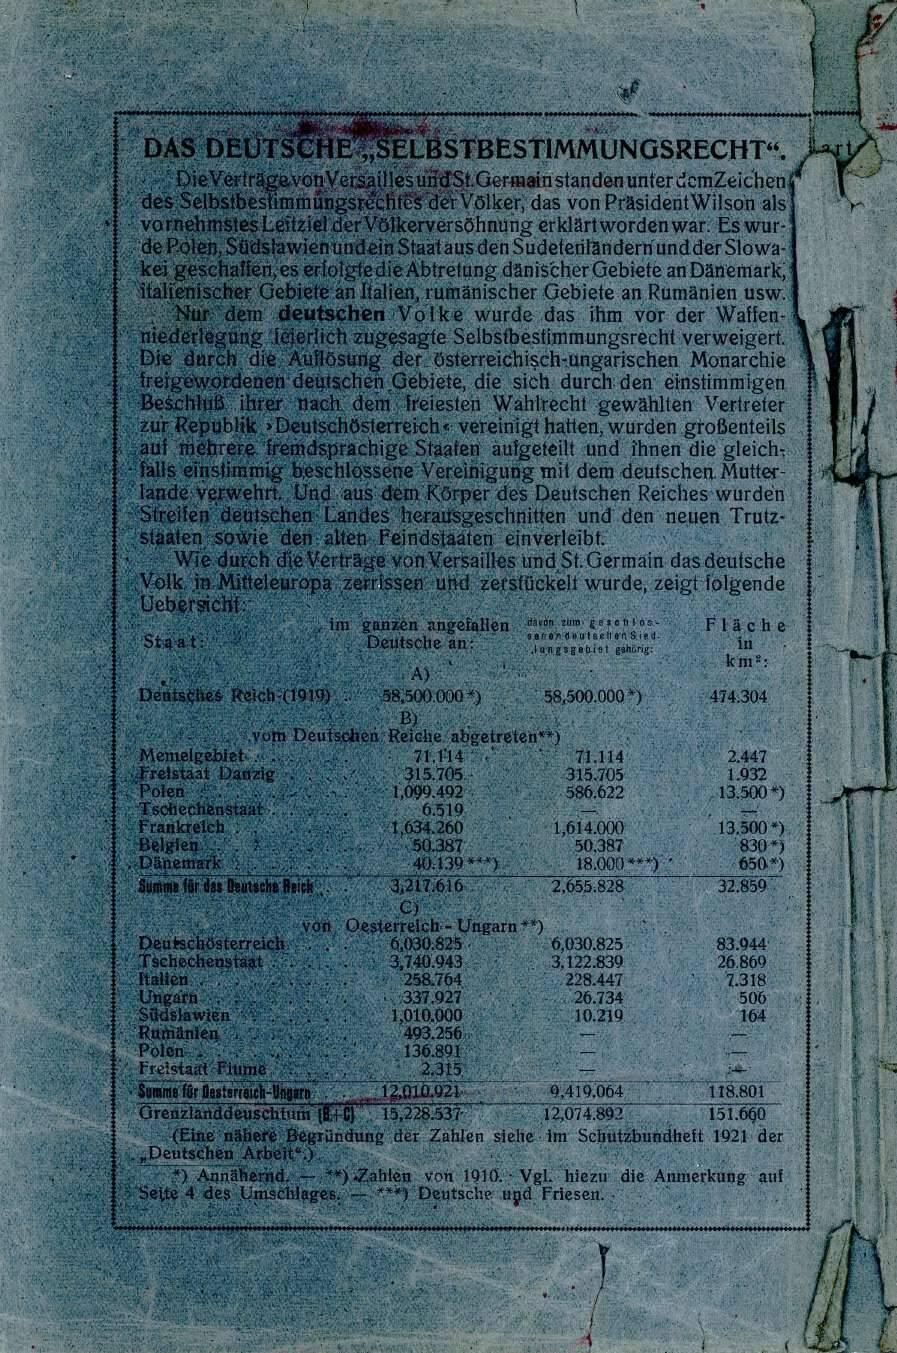 DAS DEUTSCHE „SELBSTBESTIMMUNGSRECHT“.
Die Verträge von Versailles und St. Germain standen unter dem Zeichen
des Selbstbestimmungsrechtes der Völker, das von Präsident Wilson als
vornehmstes Leitziel der Völkerversöhnung erklärt worden war. Es wur-
de Polen, Südslawien und ein Staat aus den Sudetenländern und der Slowa-
kei geschaffen, es erfolgte die Abtretung dänischer Gebiete an Dänemark,
italienischer Gebiete an Italien, rumänischer Gebiete an Rumänien usw.
Nur dem deutschen Volke wurde das ihm vor der Waffen-
niederlegung feierlich zugesagte Selbstbestimmungsrecht verweigert.
Die durch die Auflösung der österreichisch-ungarischen Monarchie
freigewordenen deutschen Gebiete, die sich durch den einstimmigen
Beschluß ihrer nach dem freiesten Wahlrecht gewählten Vertreter
zur Republik »Deutschösterreich« vereinigt hatten, wurden großenteils
auf mehrere fremdsprachige Staaten aufgeteilt und ihnen die gleich-
falls einstimmig beschlossene Vereinigung mit dem deutschen Mutter-
lande verwehrt. Und aus dem Körper des Deutschen Reiches wurden
Streifen deutschen Landes herausgeschnitten und den neuen Trutz-
staaten sowie den alten Feindstaaten einverleibt.
Wie durch die Verträge von Versailles und St. Germain das deutsche
Volk in Mitteleuropa zerrissen und zerstückelt wurde, zeigt folgende
Uebersicht:
Staat: im ganzen angefallen Deutsche an: davon zum geschlos- senen deutschen Sied- lungsgebiet gehörig: Fläche in km²:
A)
Deutsches Reich (1919) . . 58,500.000 *) 58,500.000 *) 474.304
B)
vom Deutschen Reiche abgetreten**)
Memelgebiet . . . . . . 71.114 71.114 2.447
Freistaat Danzig . . . . 315.705 315.705 1.932
Polen . . . . . . . . 1,099.492 586.622 13.500 *)
Tschechenstaat . . . . . 6.519 — —
Frankreich . . . . . . 1,634.260 1,614.000 13,500 *)
Belgien . . . . . . . 50.387 50.387 830 *)
Dänemark . . . . . . 40.139 ***) 18.000 ***) 650 *)
Summe für das Deutsche Reich . . 3,217.616 2,655.828 32.859
C)
von Oesterreich-Ungarn **)
Deutschösterreich . . . . 6,030.825 6,030.825 83.944
Tschechenstaat . . . . . 3,740.943 3,122.839 26.869
Italien . . . . . . . . 258.764 228.447 7.318
Ungarn . . . . . . . 337.927 26.734 506
Südslawien . . . . . . 1,010.000 10.219 164
Rumänien . . . . . . 493.256 — —
Polen . . . . . . . . 136.891 — —
Freistaat Fiume . . . . 2.315 — —
Summe für Oesterreich-Ungarn . . 12,010.921 9,419.064 118.801
Grenzlanddeuschtum (B+C) 15,228.537 12,074.892 151.660
(Eine nähere Begründung der Zahlen siehe im Schutzbundheft 1921 der
„Deutschen Arbeit“.)
*) Annähernd. — **) Zahlen von 1910. Vgl. hiezu die Anmerkung auf
Seite 4 des Umschlages. — ***) Deutsche und Friesen.